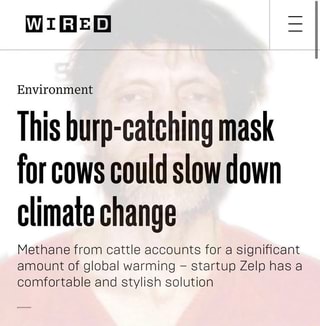 WIRED
Environment
This burp-catching mask
for cows could slow down
climate change
Methane from cattle accounts for a significant
amount of global warming – startup Zelp has a
comfortable and stylish solution